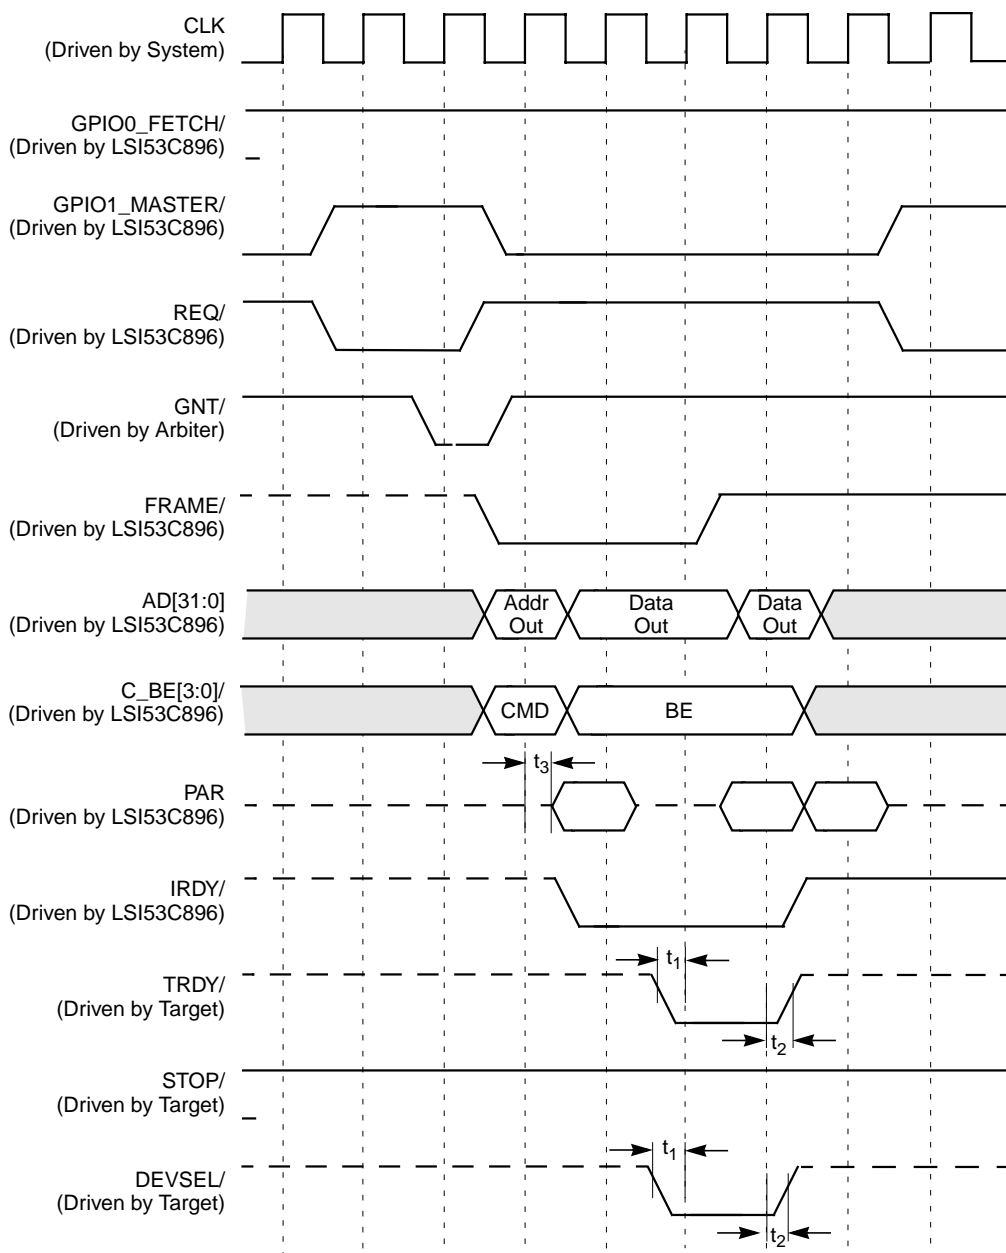 CLK
(Driven by System)
GPIO0_FETCH/
(Driven by LSI53C896)
GPIO1_MASTER/
(Driven by LSI53C896)
REQ/
(Driven by LSI53C896)
GNT/
(Driven by Arbiter)
FRAME/
(Driven by LSI53C896)
AD[31:0]
(Driven by LSI53C896)
Addr
Out
Data
Out
Data
Out
C_BE[3:0]/
(Driven by LSI53C896)
CMD
BE
t3
PAR
(Driven by LSI53C896)
IRDY/
(Driven by LSI53C896)
t1
TRDY/
(Driven by Target)
t2
STOP/
(Driven by Target)
t1
DEVSEL/
(Driven by Target)
t2